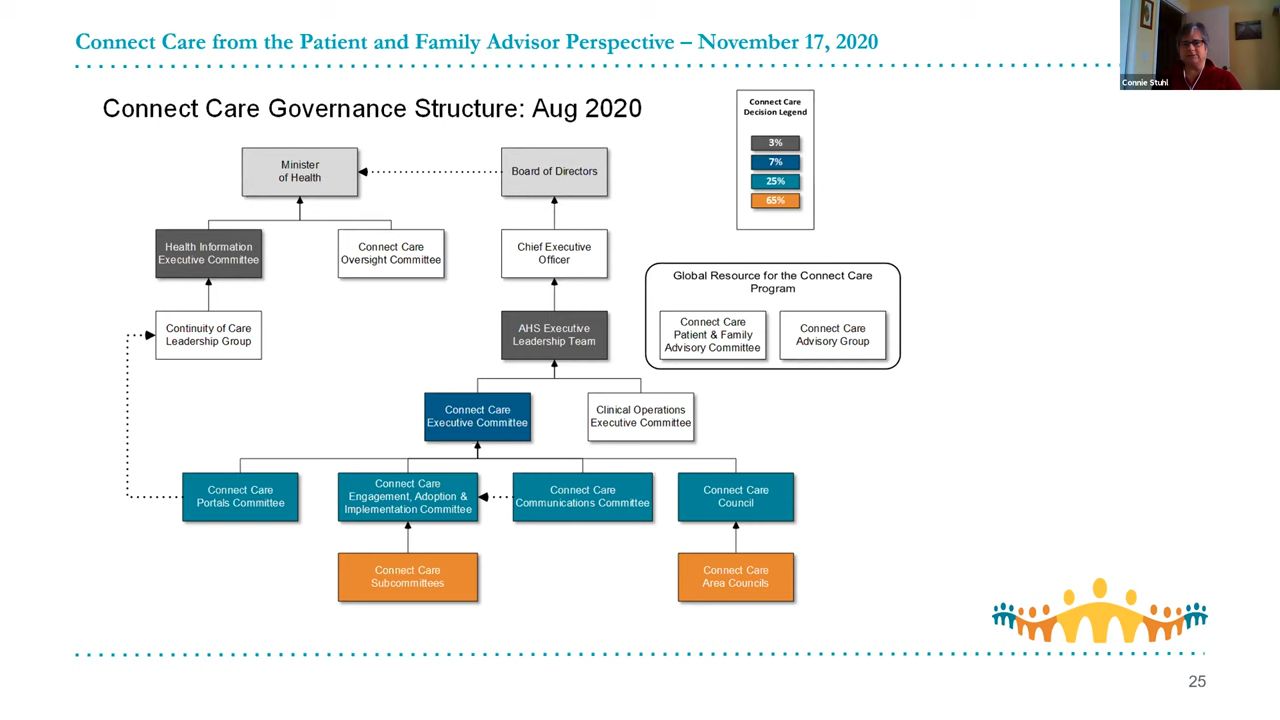 Connect Care from the Patient and Family Advisor Perspective – November 17, 2020
Connie Stuhl
Connect Care Governance Structure: Aug 2020
Connect Care
Decision Legend
3%
7%
25%
65%
Minister
of Health
Board of Directors
Health Information
Executive Committee
Connect Care
Oversight Committee
Chief Executive
Officer
Global Resource for the Connect Care
Program
Connect Care
Patient & Family
Advisory Committee
Connect Care
Advisory Group
Continuity of Care
Leadership Group
AHS Executive
Leadership Team
Connect Care
Executive Committee
Clinical Operations
Executive Committee
Connect Care
Portals Committee
Connect Care
Engagement, Adoption &
Implementation Committee
Connect Care
Communications Committee
Connect Care
Council
Connect Care
Subcommittees
Connect Care
Area Councils
25